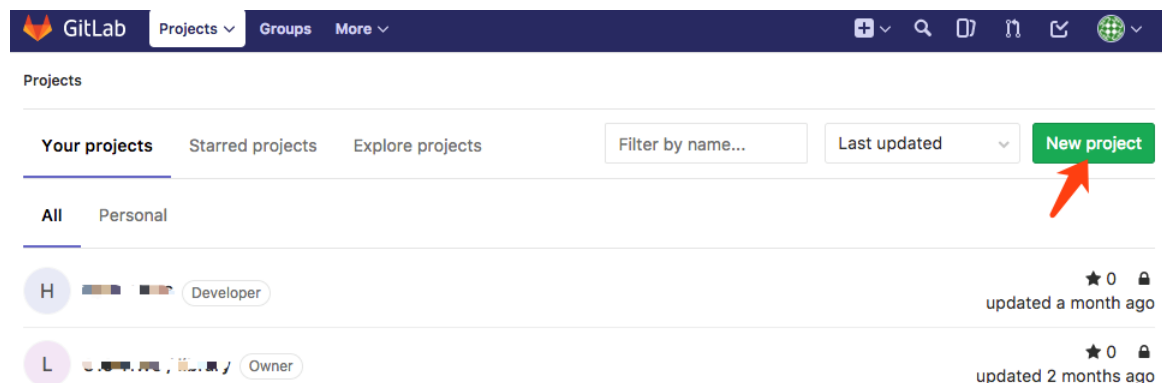 GitLab Projects Groups More
Projects
Your projects Starred projects Explore projects Filter by name... Last updated New project
All Personal
H Developer 0
updated a month ago
L Owner 0
updated 2 months ago